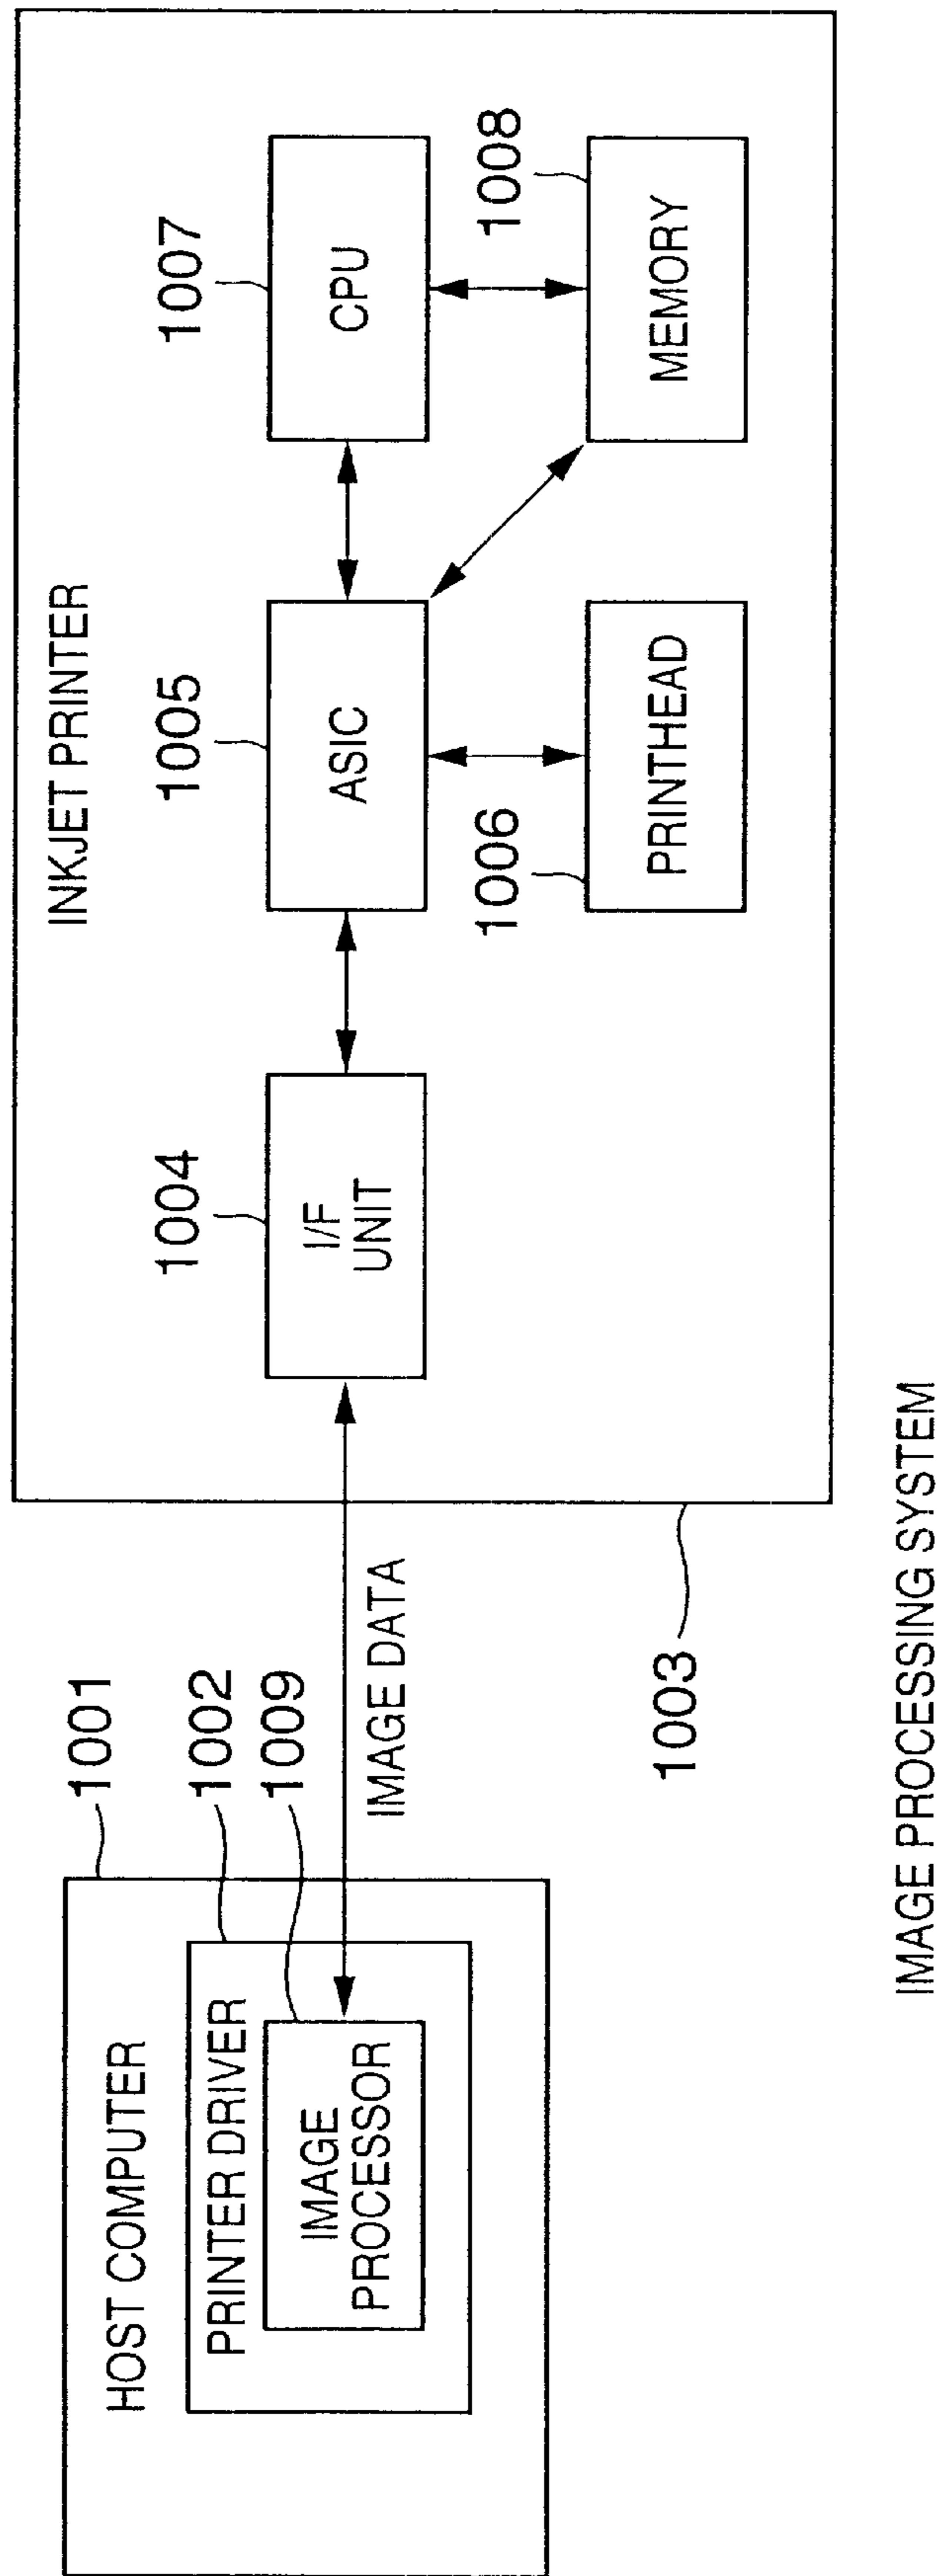 HOST COMPUTER
1001
PRINTER DRIVER
1002
IMAGE
PROCESSOR
1009
IMAGE DATA
INKJET PRINTER
1003
I/F
UNIT
1004
ASIC
1005
PRINTHEAD
1006
CPU
1007
MEMORY
1008
IMAGE PROCESSING SYSTEM